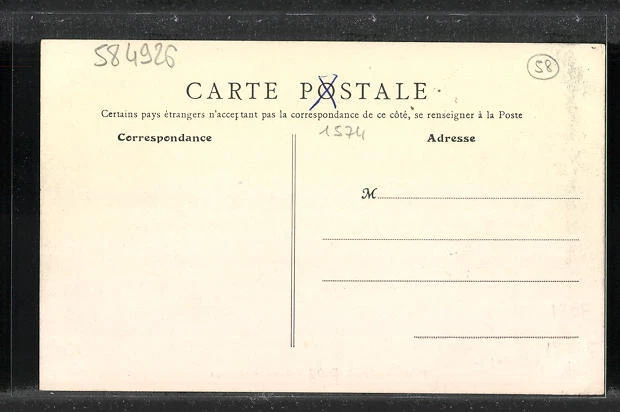 584926
58
CARTE POSTALE
Certains pays étrangers n'acceptant pas la correspondance de ce côté, se renseigner à la Poste
1574
Correspondance
Adresse
M